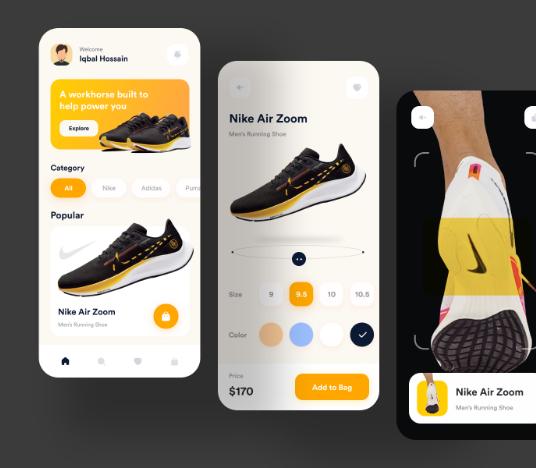 Welcome
Iqbal Hossain
A workhorse built to
help power you
Explore
Category
All
Nike
Adidas
Popular
Nike Air Zoom
Men's Running Shoe
Nike Air Zoom
Men's Running Shoe
Size
9
9.5
10
10.5
Color
Price
$170
Add to Bag
Nike Air Zoom
Men's Running Shoe